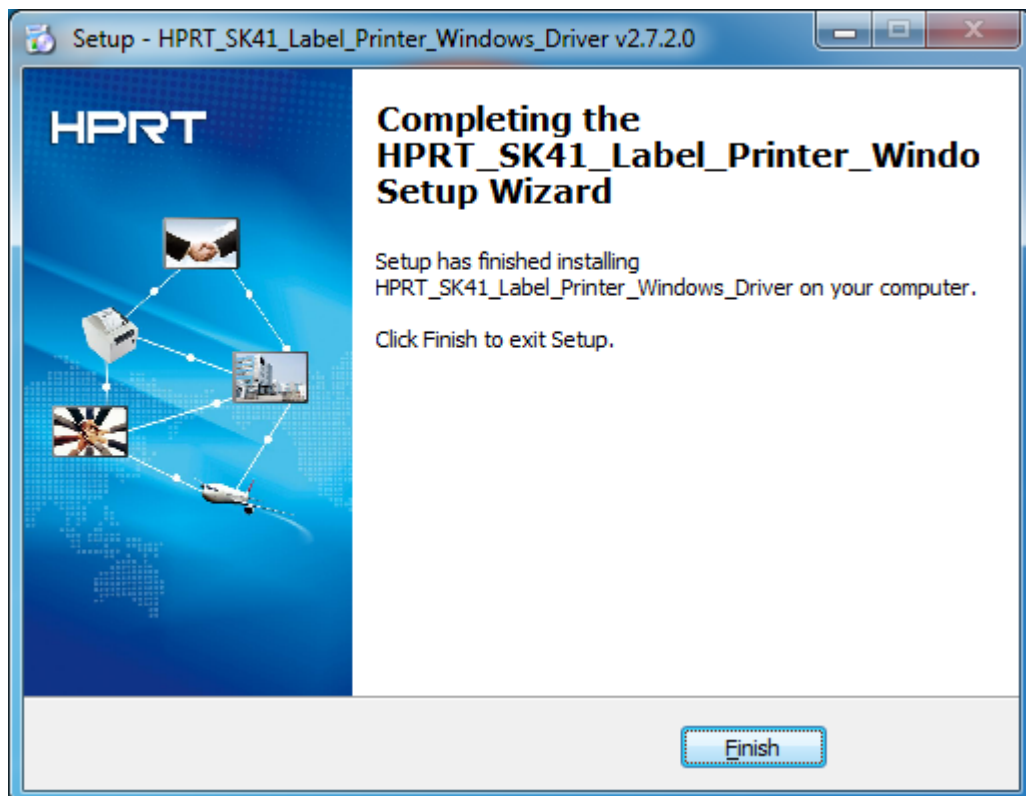 Setup - HPRT_SK41_Label_Printer_Windows_Driver v2.7.2.0
HPRT
Completing the
HPRT_SK41_Label_Printer_Windo
Setup Wizard
Setup has finished installing
HPRT_SK41_Label_Printer_Windows_Driver on your computer.
Click Finish to exit Setup.
Finish